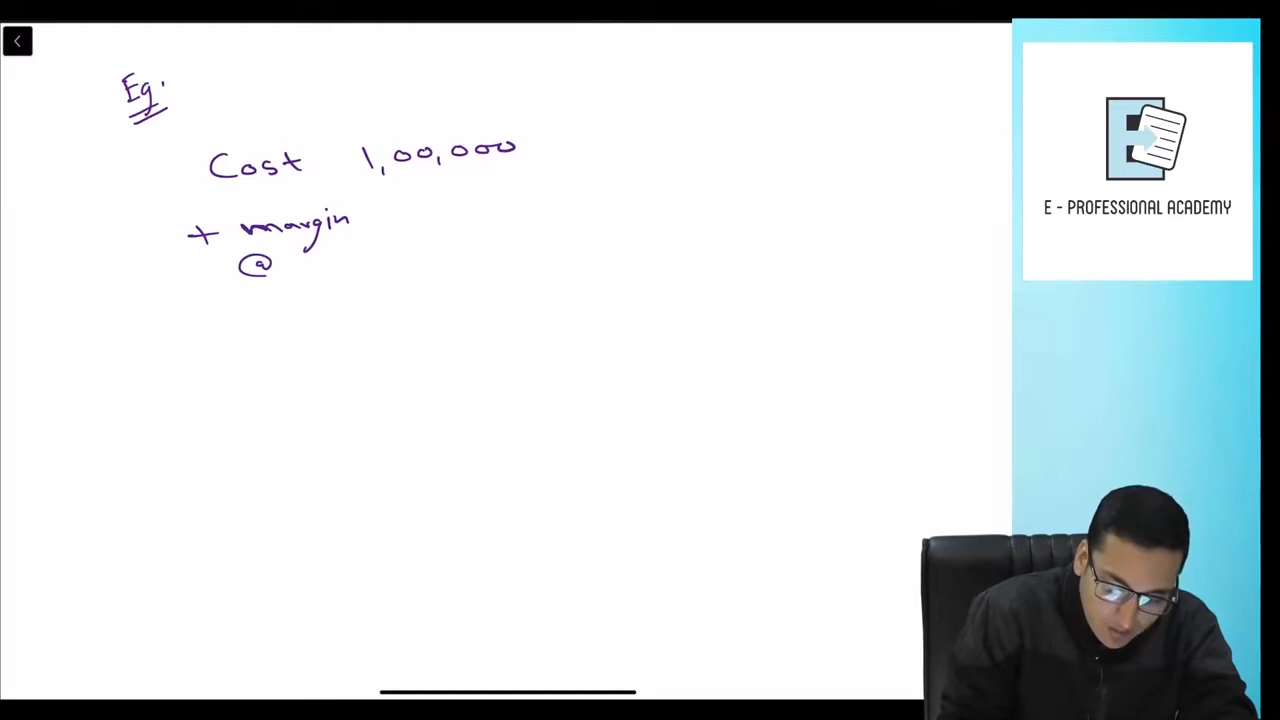 Eg.
Cost 1,00,000
+ margin
@
E - PROFESSIONAL ACADEMY